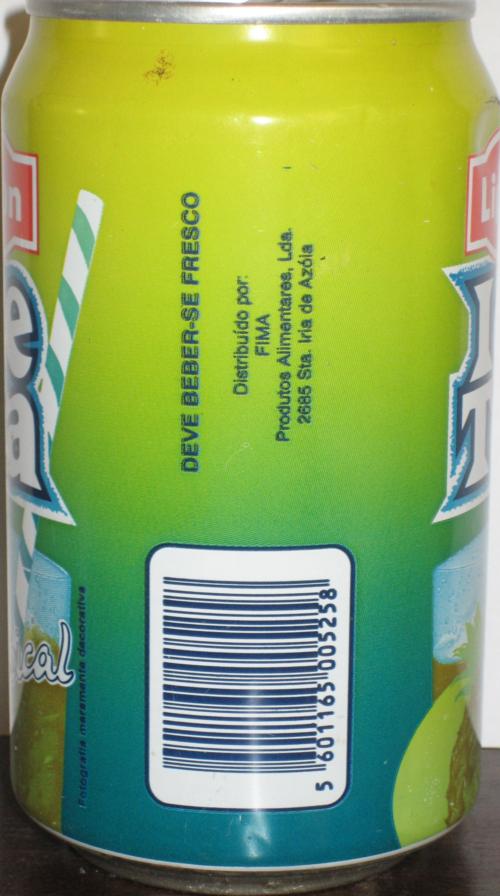 DEVE BEBER-SE FRESCO
Distribuído por:
FIMA
Produtos Alimentares, Lda.
2685 Sta. Iria de Azóia
Fotografia meramente decorativa
5 601165 005258
n
e
a
ical
Li
I
T